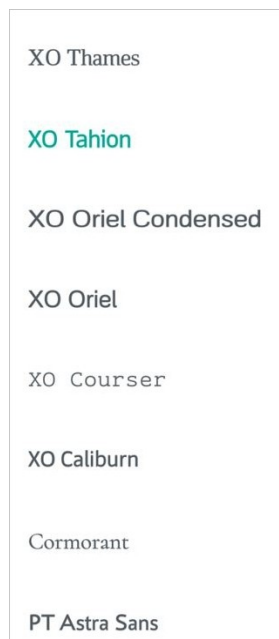 XO Thames
XO Tahion
XO Oriel Condensed
XO Oriel
XO Courser
XO Caliburn
Cormorant
PT Astra Sans